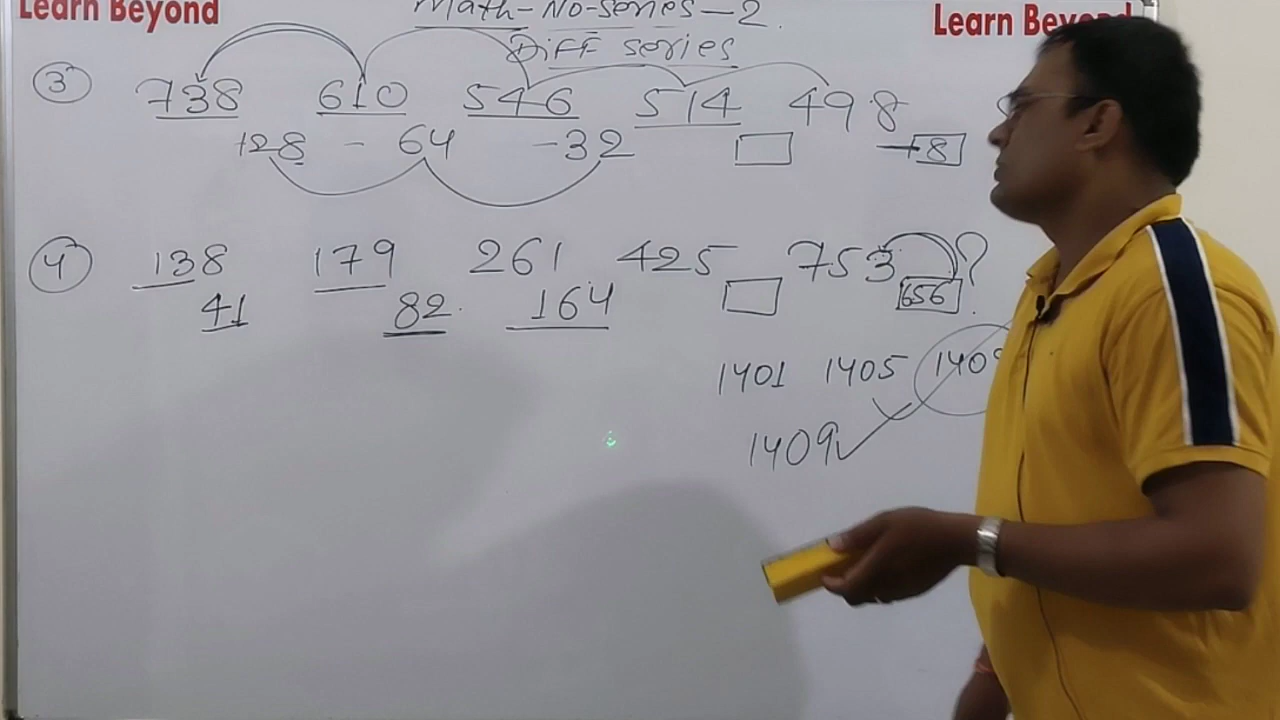 Learn Beyond Math-No-series-2. Learn Beyond
Diff series
③ 738 610 546 514 498
128 - 64 - 32 8
④ 138 179 261 425 753 ?
41 82. 164 656
1401 1405 1409
1409